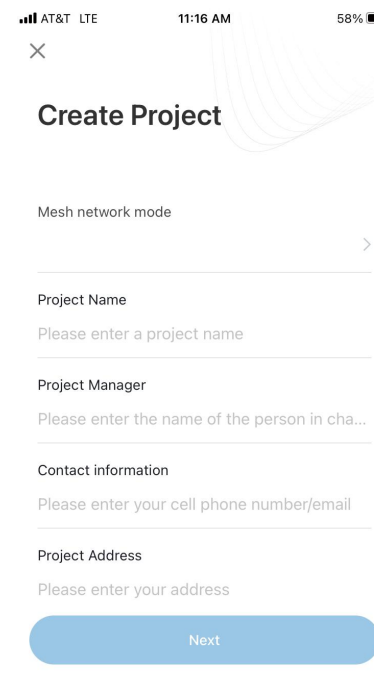 AT&T LTE 11:16 AM 58%
Create Project
Mesh network mode
Project Name
Please enter a project name
Project Manager
Please enter the name of the person in cha...
Contact information
Please enter your cell phone number/email
Project Address
Please enter your address
Next